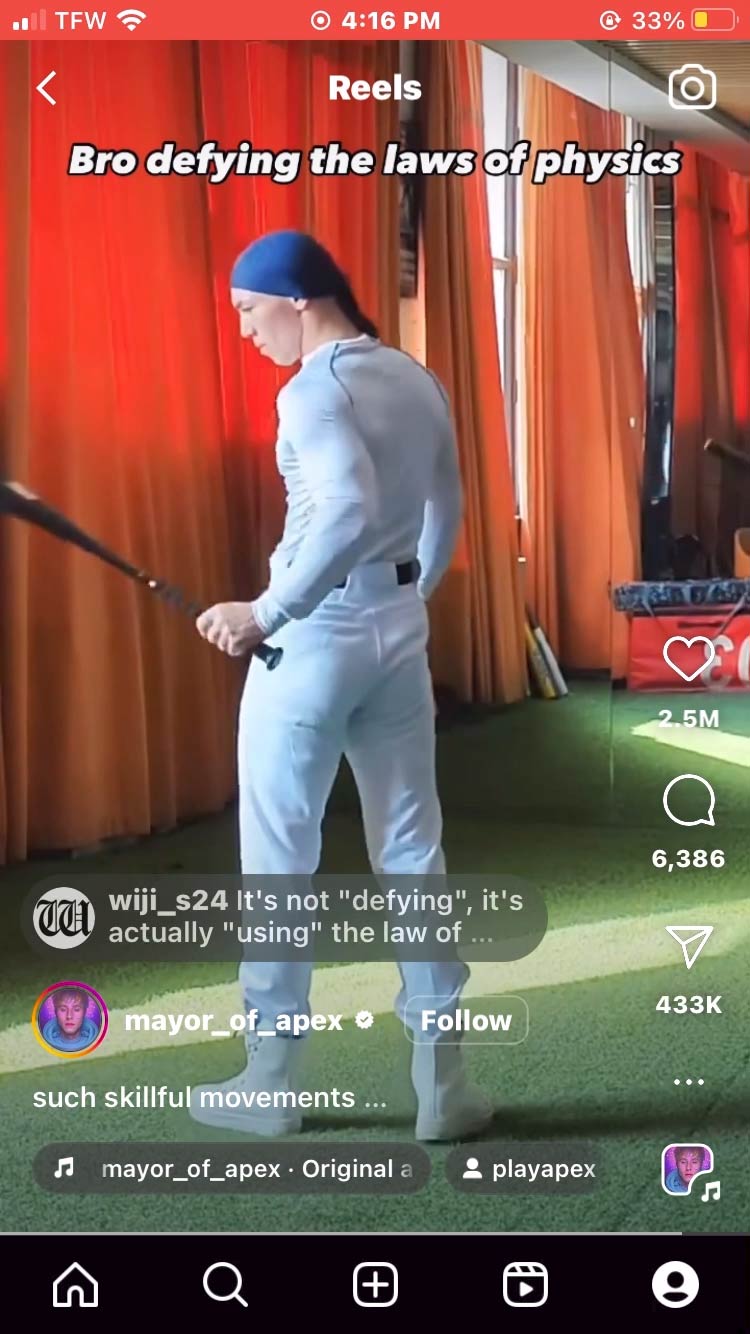 TFW 4:16 PM 33%
Reels
Bro defying the laws of physics
2.5M
6,386
wiji_s24 It's not "defying", it's
actually "using" the law of ...
433K
mayor_of_apex Follow
such skillful movements ...
mayor_of_apex · Original a playapex